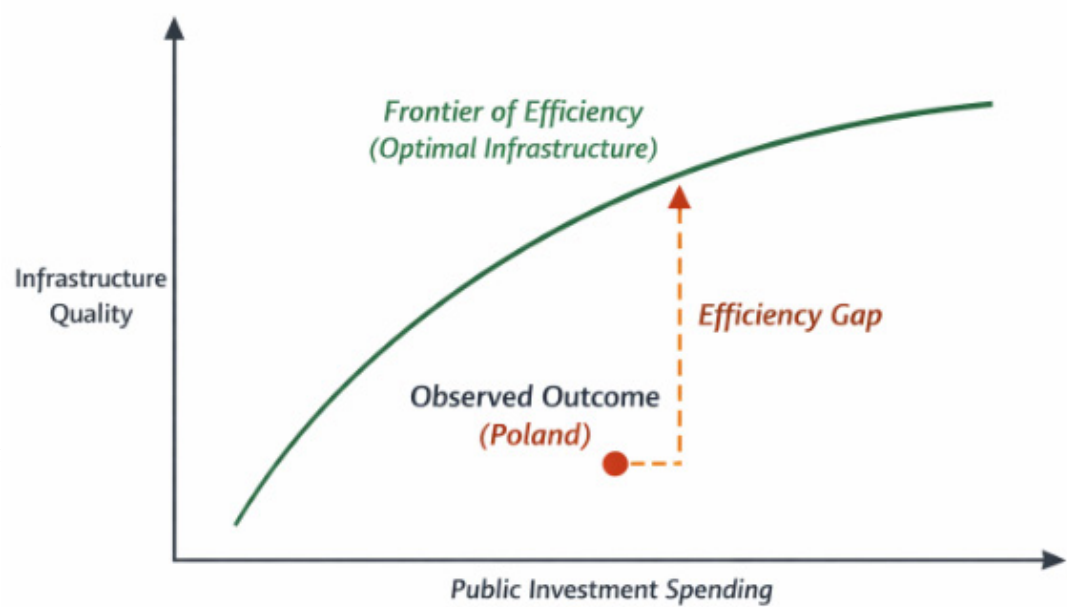 Frontier of Efficiency
(Optimal Infrastructure)
Infrastructure
Quality
Efficiency Gap
Observed Outcome
(Poland)
Public Investment Spending